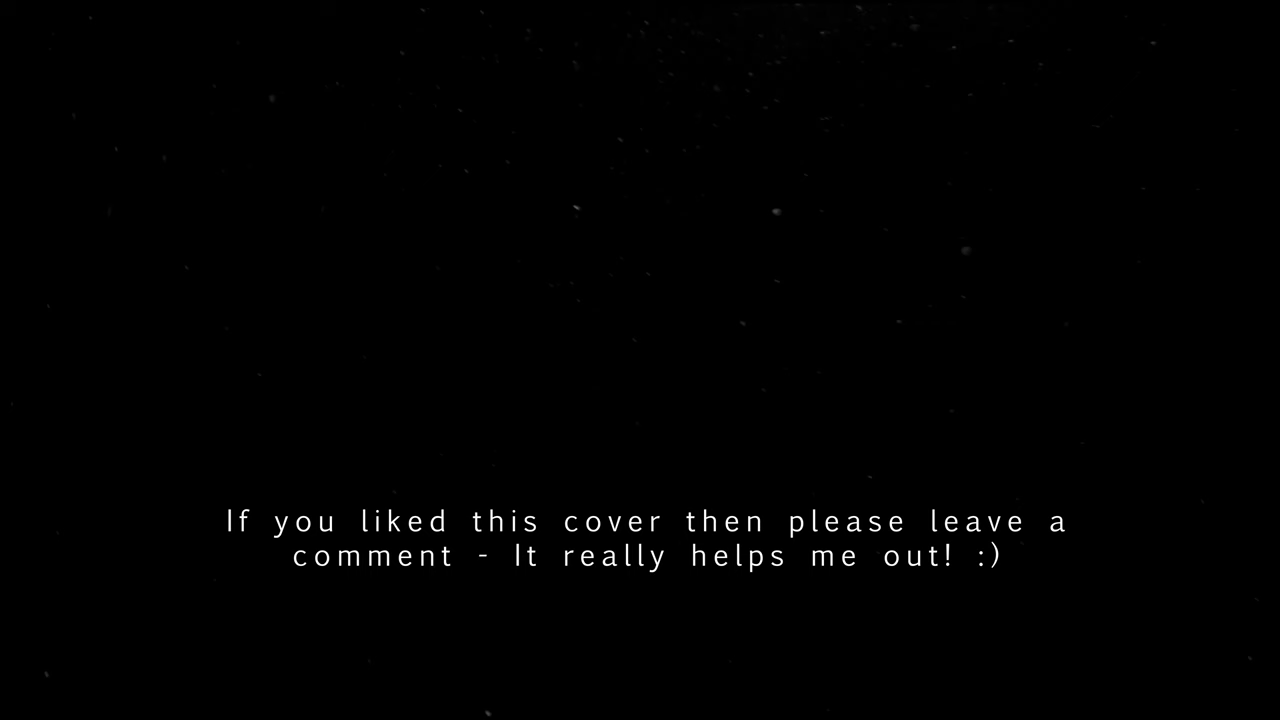 If you liked this cover then please leave a
comment - It really helps me out! :)